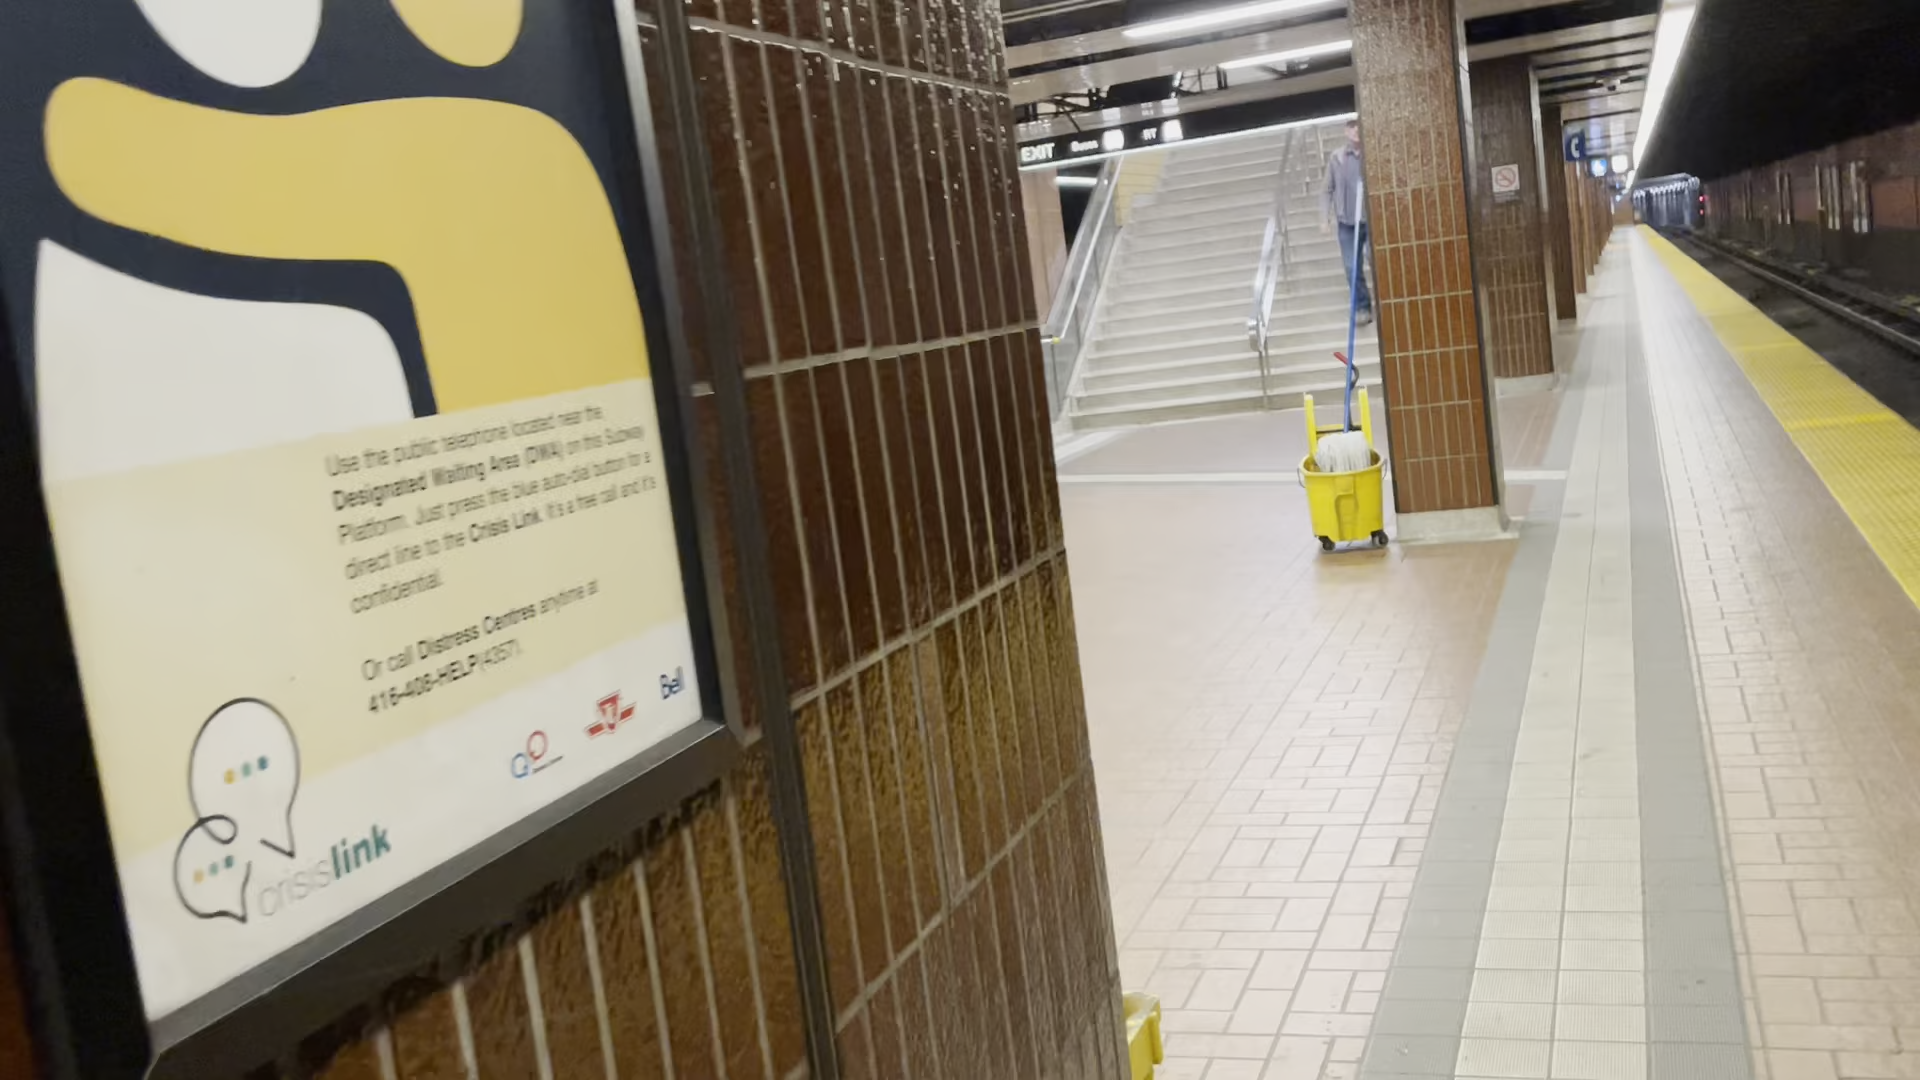 Use the public telephone located near the
Designated Waiting Area (DWA) on this Subway
Platform. Just press the blue auto-dial button for a
direct line to the Crisis Link. It's a free call and it's
confidential.
Or call Distress Centres anytime at
416-408-HELP(4357).
Bell
crisislink
EXIT
Buses
RT
C